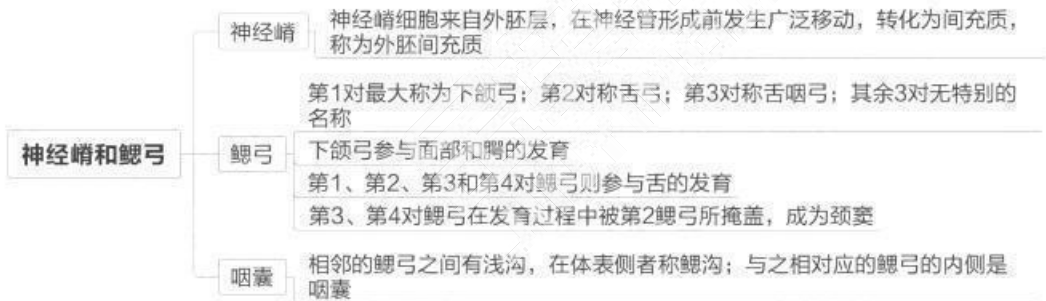 神经嵴和鳃弓
神经嵴
神经嵴细胞来自外胚层，在神经管形成前发生广泛移动，转化为间充质，
称为外胚间充质
鳃弓
第1对最大称为下颌弓；第2对称舌弓；第3对称舌咽弓；其余3对无特别的
名称
下颌弓参与面部和腭的发育
第1、第2、第3和第4对鳃弓则参与舌的发育
第3、第4对鳃弓在发育过程中被第2鳃弓所掩盖，成为颈窦
咽囊
相邻的鳃弓之间有浅沟，在体表侧者称鳃沟；与之相对应的鳃弓的内侧是
咽囊